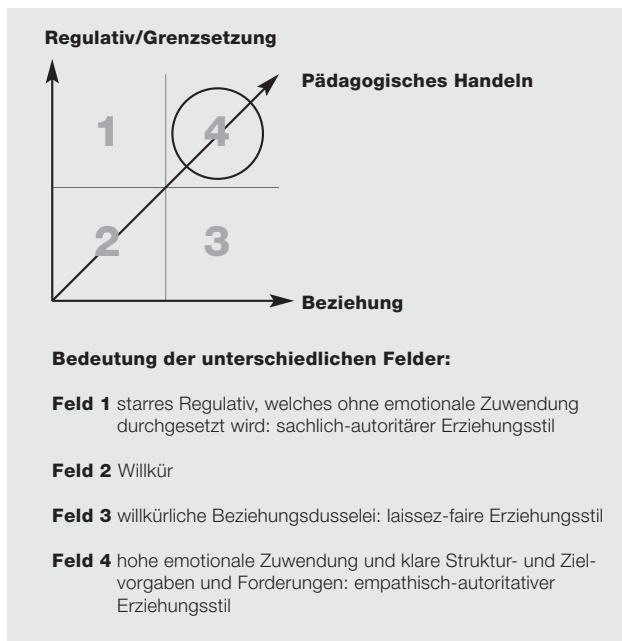 Regulativ/Grenzsetzung
Pädagogisches Handeln
1
4
2
3
Beziehung
Bedeutung der unterschiedlichen Felder:
Feld 1 starres Regulativ, welches ohne emotionale Zuwendung
durchgesetzt wird: sachlich-autoritärer Erziehungsstil
Feld 2 Willkür
Feld 3 willkürliche Beziehungsdusselei: laissez-faire Erziehungsstil
Feld 4 hohe emotionale Zuwendung und klare Struktur- und Ziel-
vorgaben und Forderungen: empathisch-autoritativer
Erziehungsstil